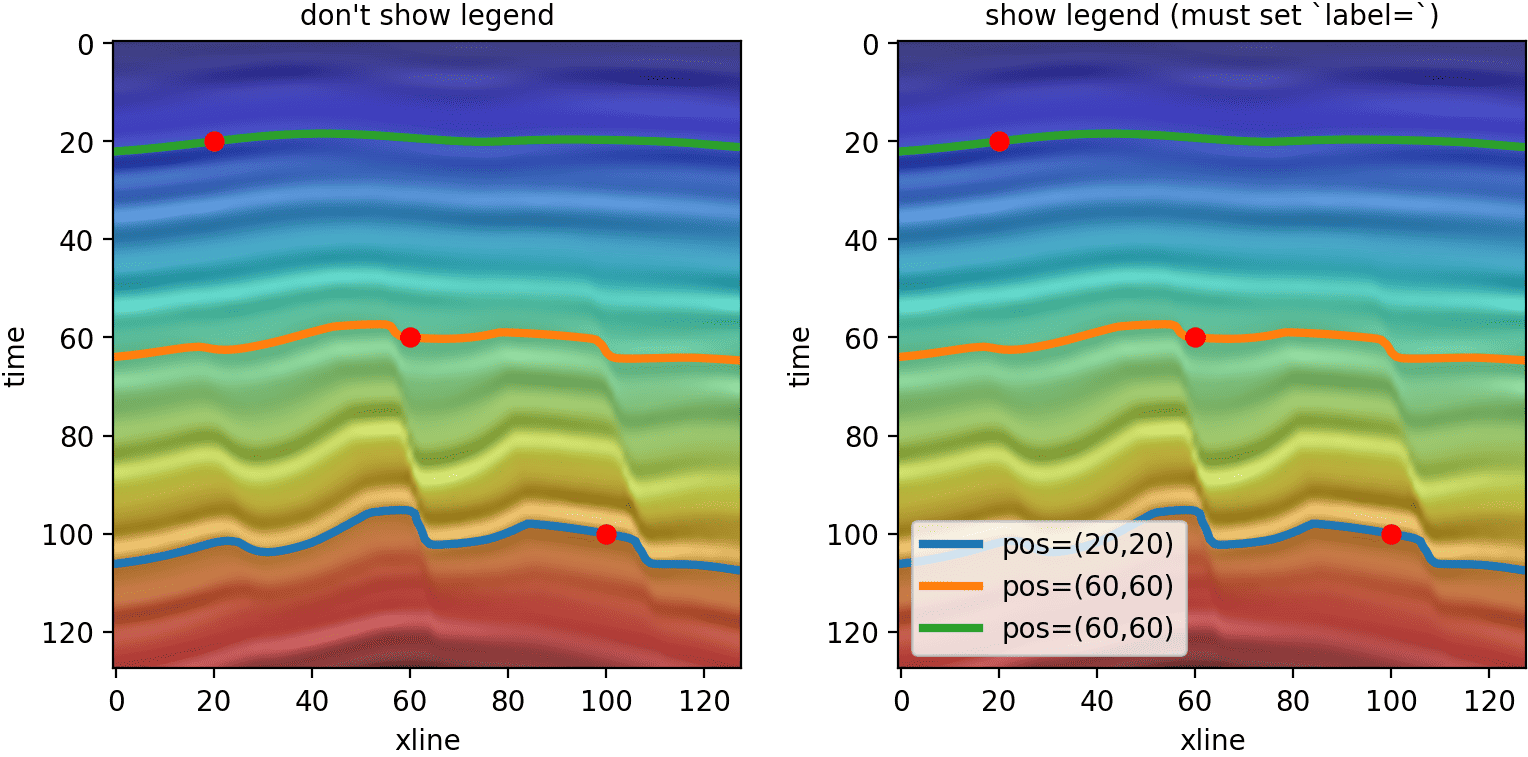 don't show legend
0
20
40
60
80
100
120
time
0 20 40 60 80 100 120
xline
show legend (must set `label=`)
0
20
40
60
80
100
120
time
pos=(20,20)
pos=(60,60)
pos=(60,60)
0 20 40 60 80 100 120
xline